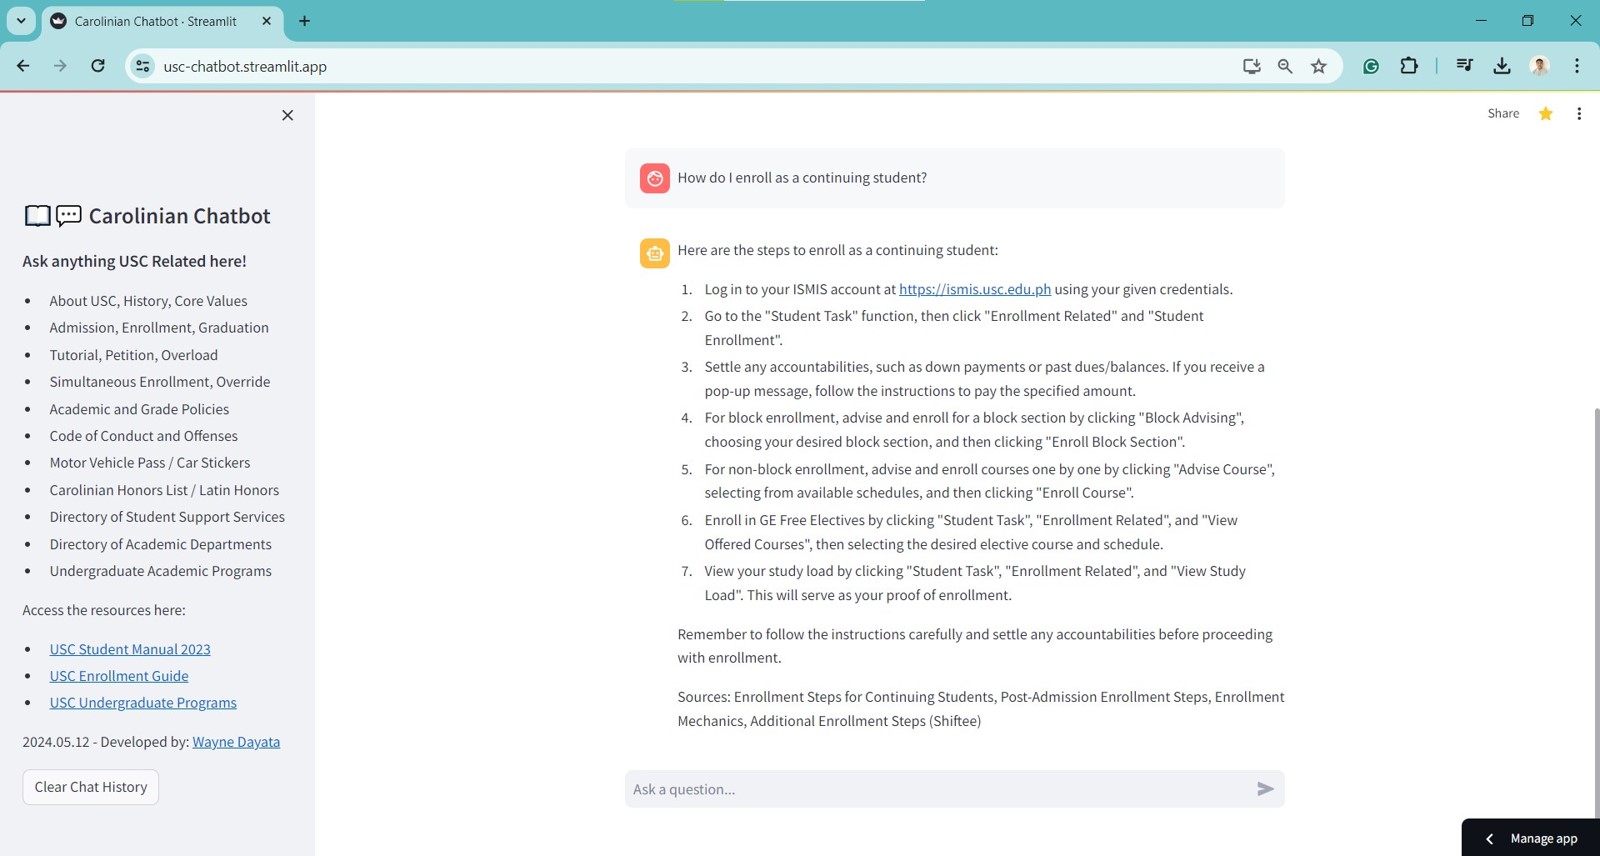 Carolinian Chatbot · Streamlit
usc-chatbot.streamlit.app
Share
Carolinian Chatbot
Ask anything USC Related here!
• About USC, History, Core Values
• Admission, Enrollment, Graduation
• Tutorial, Petition, Overload
• Simultaneous Enrollment, Override
• Academic and Grade Policies
• Code of Conduct and Offenses
• Motor Vehicle Pass / Car Stickers
• Carolinian Honors List / Latin Honors
• Directory of Student Support Services
• Directory of Academic Departments
• Undergraduate Academic Programs
Access the resources here:
• USC Student Manual 2023
• USC Enrollment Guide
• USC Undergraduate Programs
2024.05.12 - Developed by: Wayne Dayata
Clear Chat History
How do I enroll as a continuing student?
Here are the steps to enroll as a continuing student:
1. Log in to your ISMIS account at https://ismis.usc.edu.ph using your given credentials.
2. Go to the "Student Task" function, then click "Enrollment Related" and "Student
Enrollment".
3. Settle any accountabilities, such as down payments or past dues/balances. If you receive a
pop-up message, follow the instructions to pay the specified amount.
4. For block enrollment, advise and enroll for a block section by clicking "Block Advising",
choosing your desired block section, and then clicking "Enroll Block Section".
5. For non-block enrollment, advise and enroll courses one by one by clicking "Advise Course",
selecting from available schedules, and then clicking "Enroll Course".
6. Enroll in GE Free Electives by clicking "Student Task", "Enrollment Related", and "View
Offered Courses", then selecting the desired elective course and schedule.
7. View your study load by clicking "Student Task", "Enrollment Related", and "View Study
Load". This will serve as your proof of enrollment.
Remember to follow the instructions carefully and settle any accountabilities before proceeding
with enrollment.
Sources: Enrollment Steps for Continuing Students, Post-Admission Enrollment Steps, Enrollment
Mechanics, Additional Enrollment Steps (Shiftee)
Ask a question...
Manage app